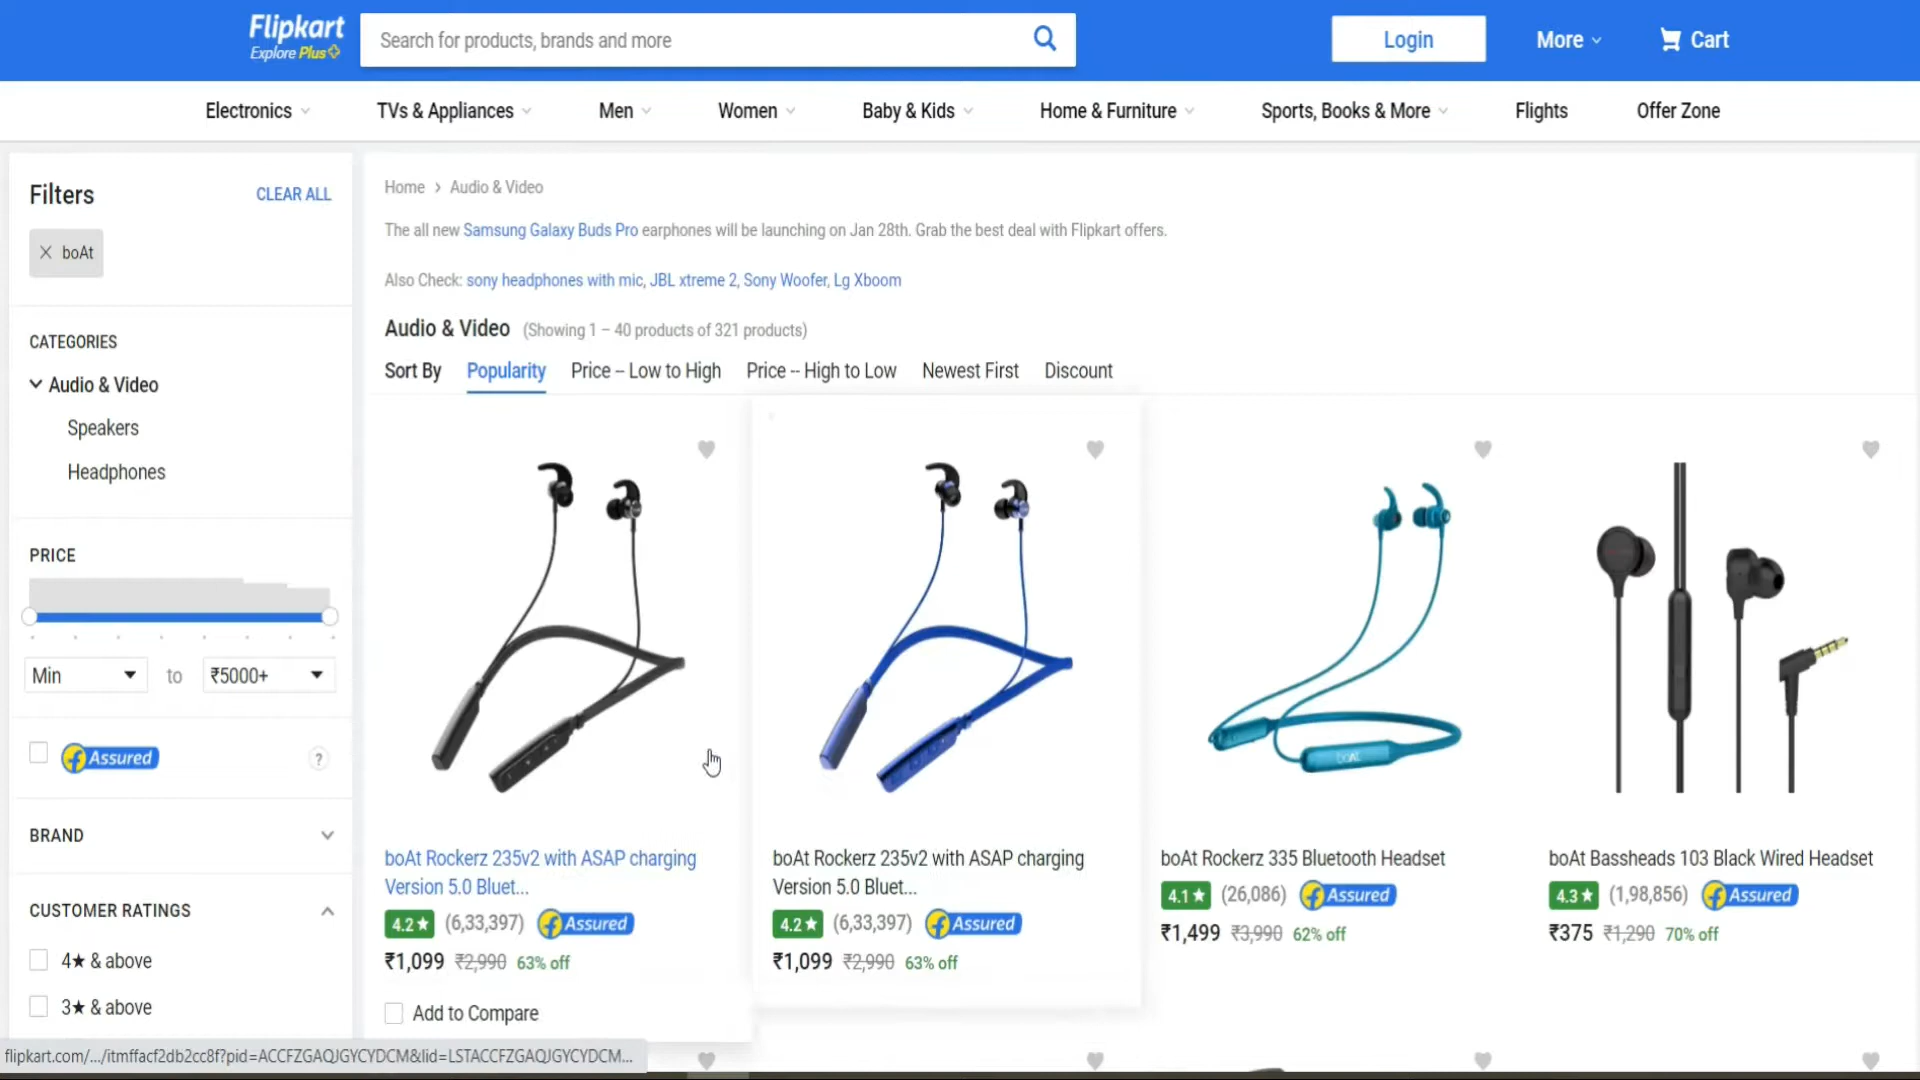 Flipkart
Explore Plus
Search for products, brands and more
Login
More
Cart
Electronics
TVs & Appliances
Men
Women
Baby & Kids
Home & Furniture
Sports, Books & More
Flights
Offer Zone
Filters
CLEAR ALL
boAt
CATEGORIES
Audio & Video
Speakers
Headphones
PRICE
Min
to
₹5000+
Assured
?
BRAND
CUSTOMER RATINGS
4★ & above
3★ & above
Home > Audio & Video
The all new Samsung Galaxy Buds Pro earphones will be launching on Jan 28th. Grab the best deal with Flipkart offers.
Also Check: sony headphones with mic, JBL xtreme 2, Sony Woofer, Lg Xboom
Audio & Video (Showing 1 – 40 products of 321 products)
Sort By Popularity Price -- Low to High Price -- High to Low Newest First Discount
boAt
boAt Rockerz 235v2 with ASAP charging
Version 5.0 Bluet...
4.2★ (6,33,397) Assured
₹1,099 ₹2,990 63% off
Add to Compare
boAt Rockerz 235v2 with ASAP charging
Version 5.0 Bluet...
4.2★ (6,33,397) Assured
₹1,099 ₹2,990 63% off
boAt Rockerz 335 Bluetooth Headset
4.1★ (26,086) Assured
₹1,499 ₹3,990 62% off
boAt Bassheads 103 Black Wired Headset
4.3★ (1,98,856) Assured
₹375 ₹1,290 70% off
flipkart.com/.../itmffacf2db2cc8f?pid=ACCFZGAQJGYCYDCM&lid=LSTACCFZGAQJGYCYDCM...